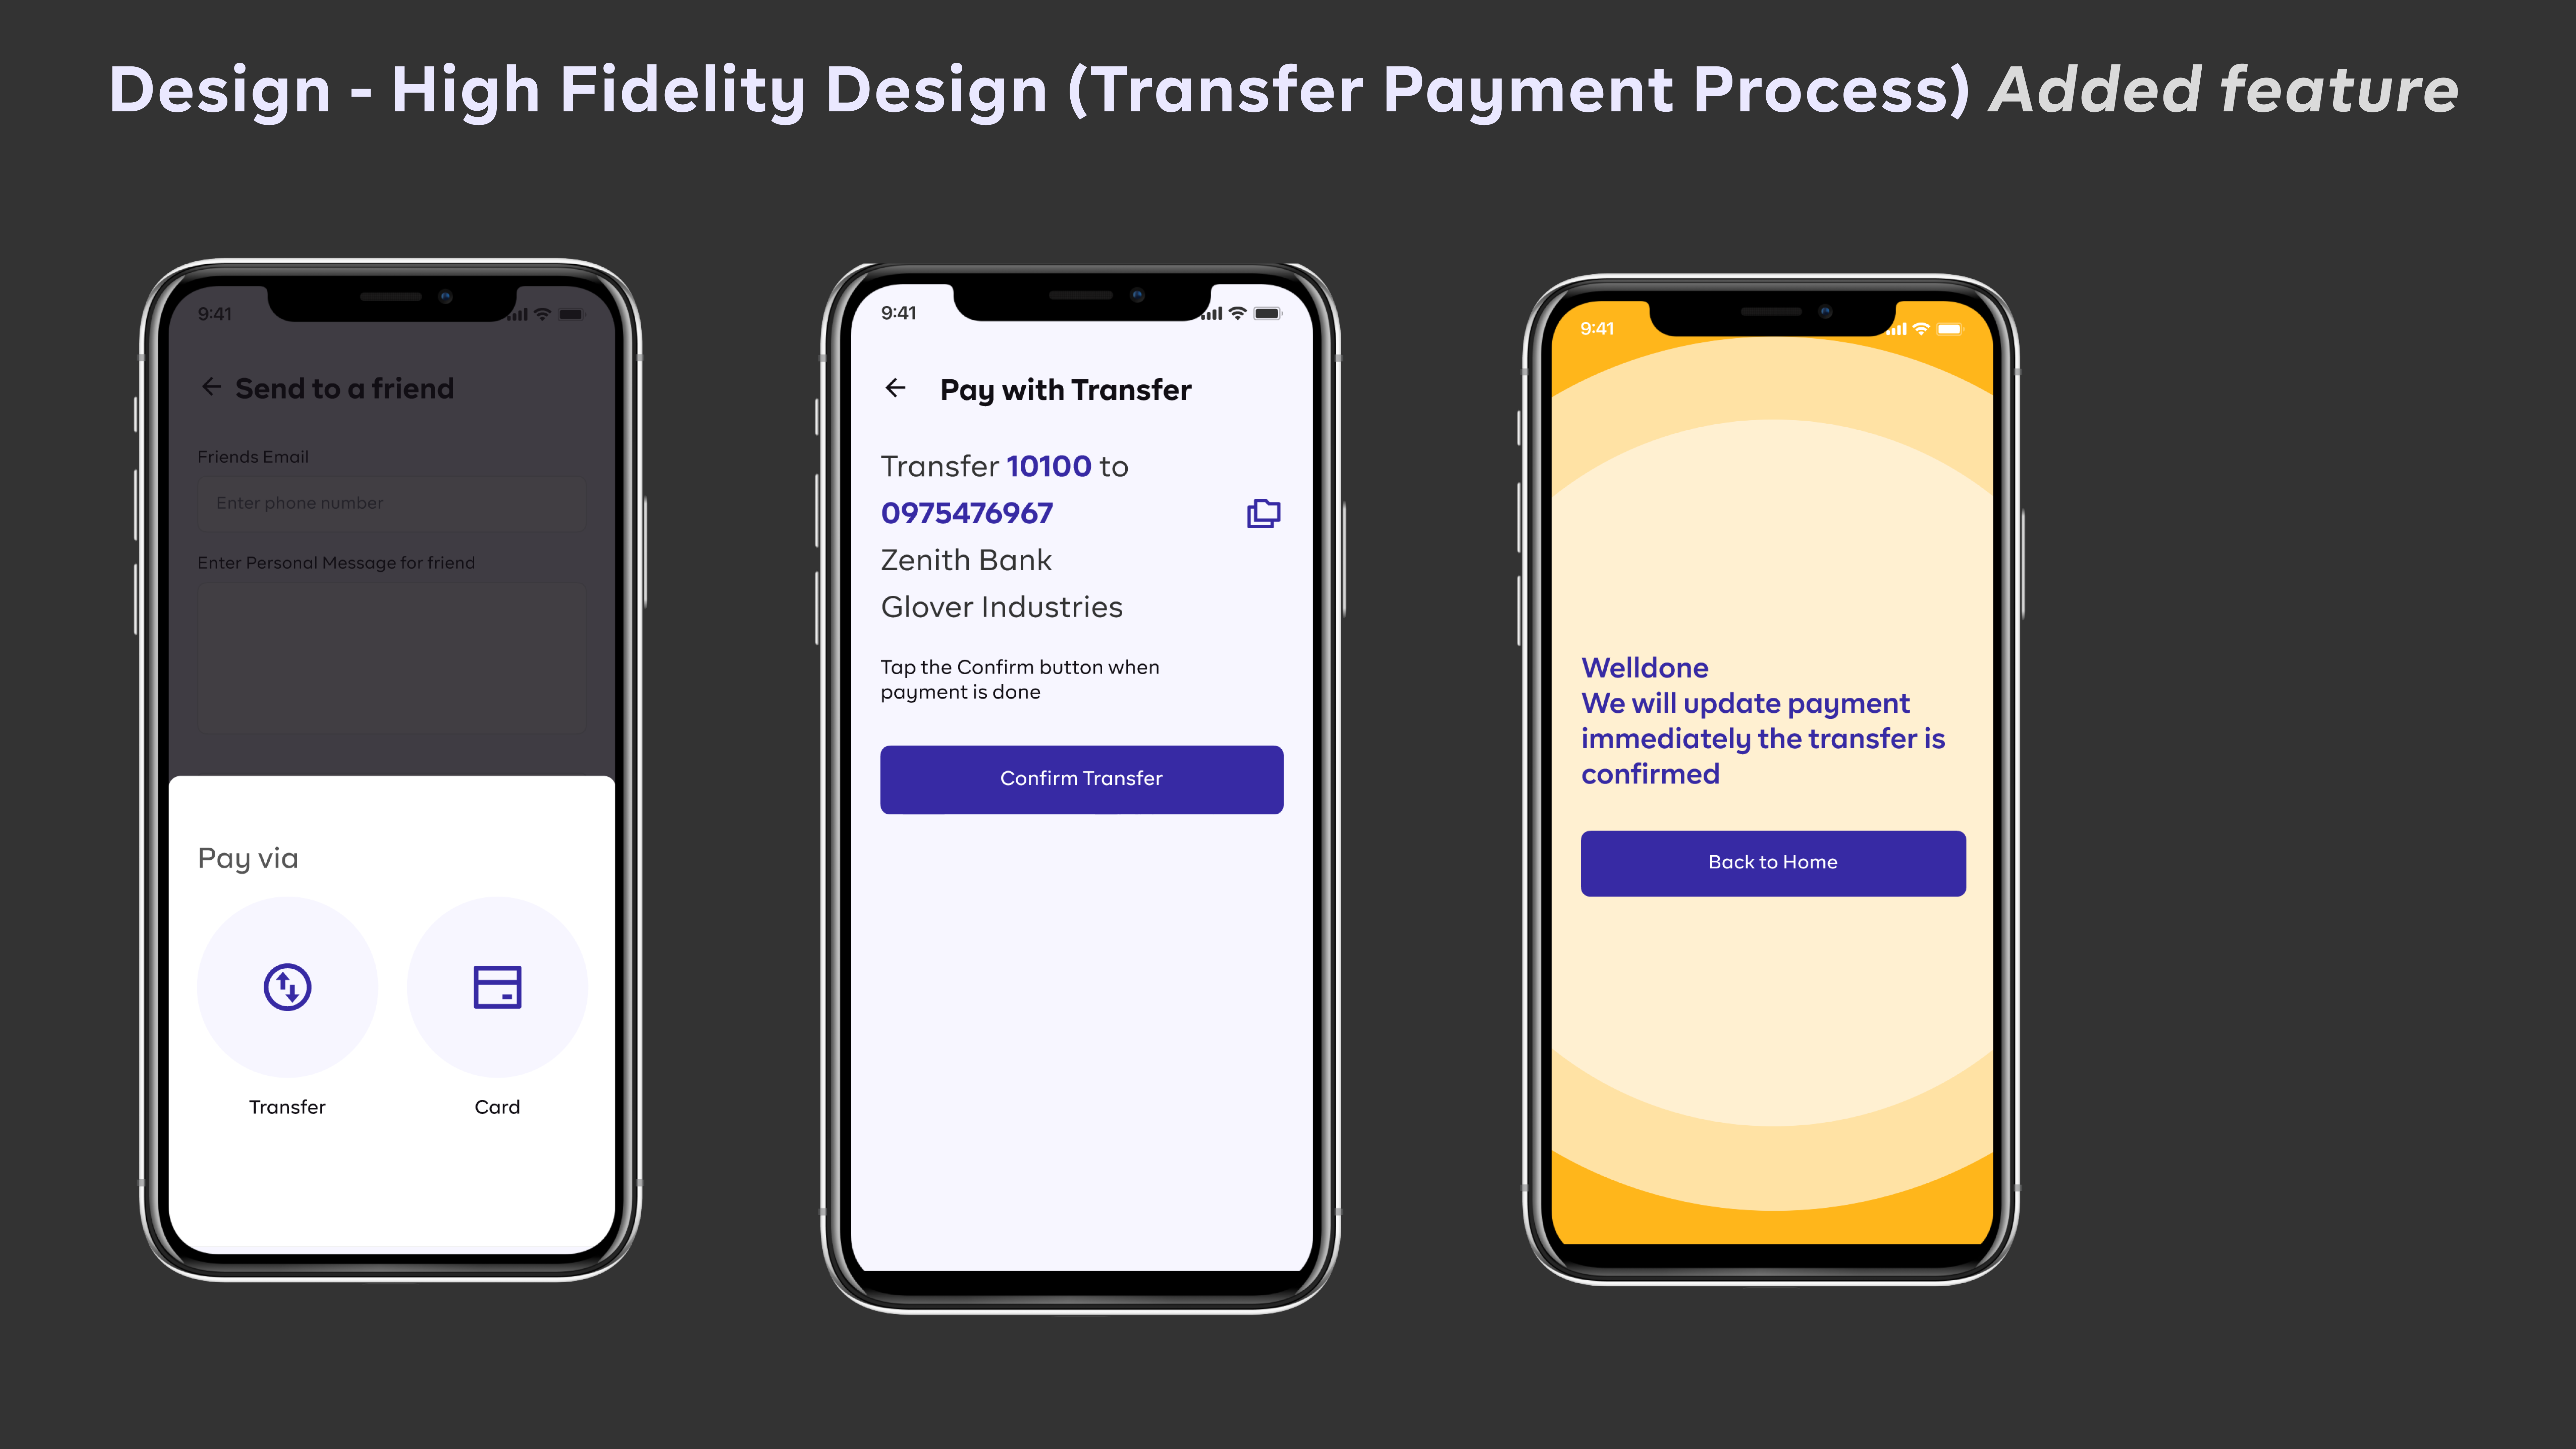 Design - High Fidelity Design (Transfer Payment Process) Added feature
9:41
Send to a friend
Friends Email
Enter phone number
Enter Personal Message for friend
Pay via
Transfer
Card
9:41
Pay with Transfer
Transfer 10100 to
0975476967
Zenith Bank
Glover Industries
Tap the Confirm button when
payment is done
Confirm Transfer
9:41
Welldone
We will update payment
immediately the transfer is
confirmed
Back to Home